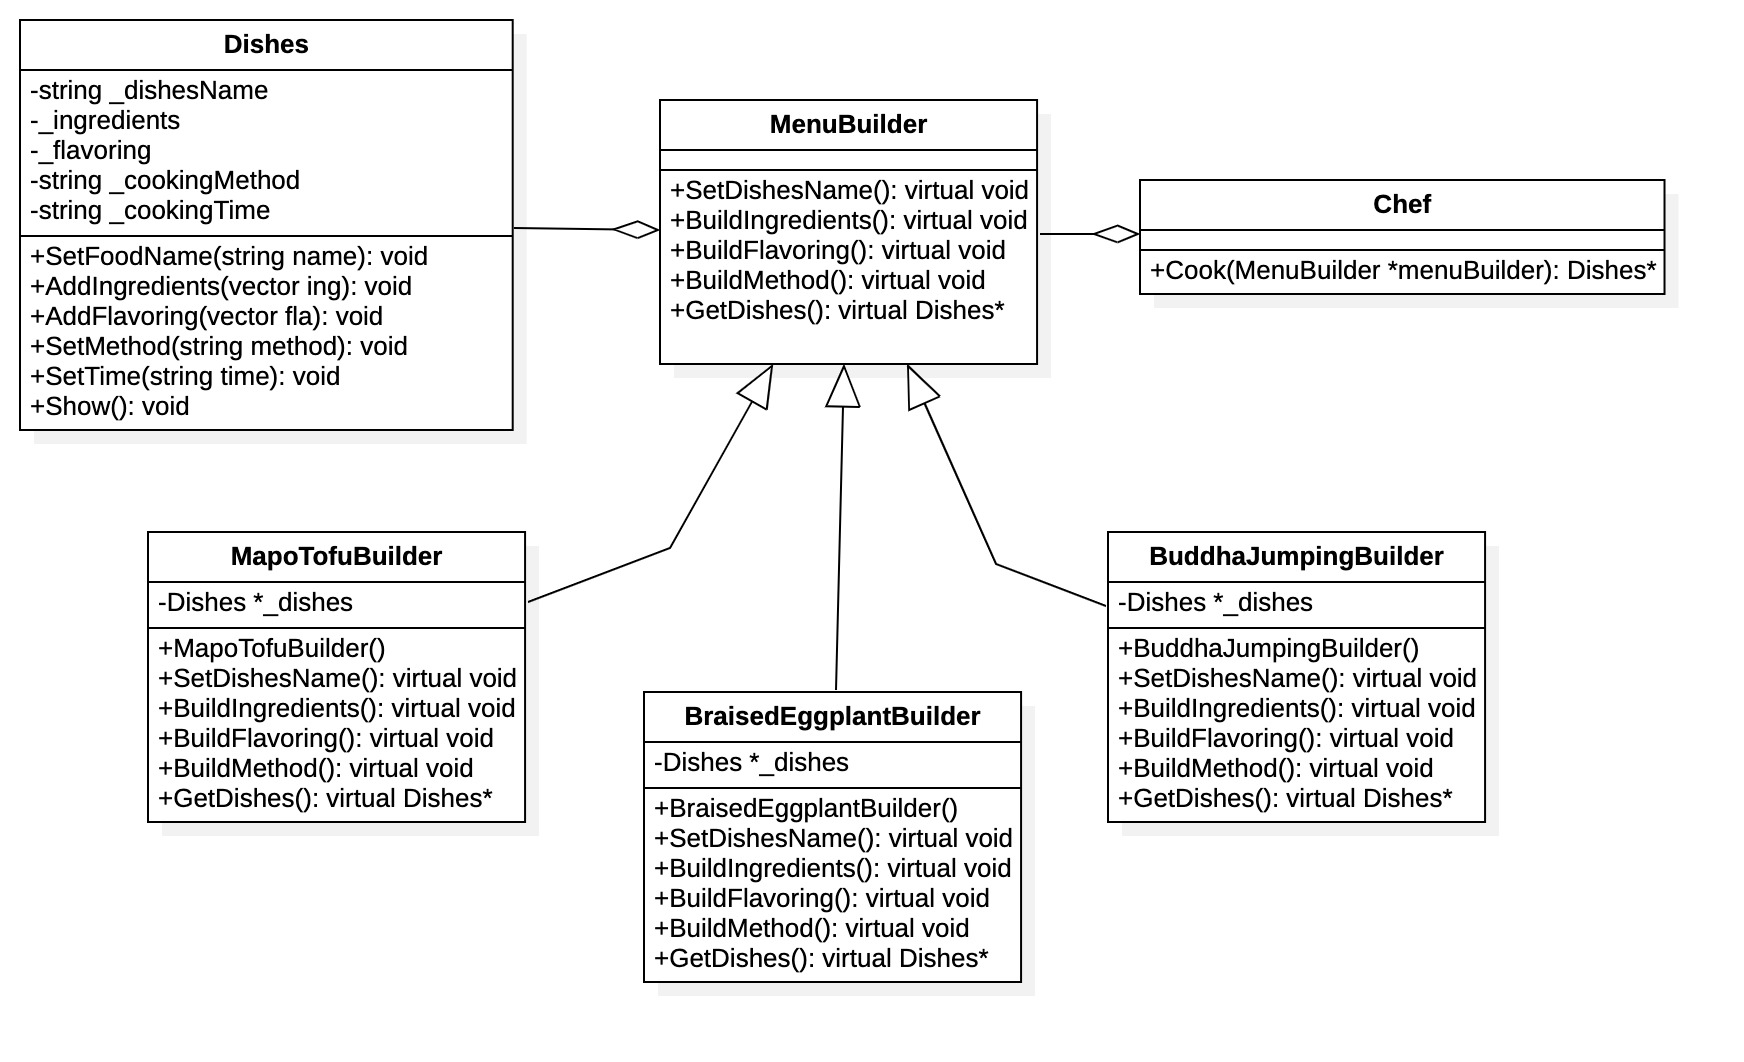 Dishes
-string _dishesName
-_ingredients
-_flavoring
-string _cookingMethod
-string _cookingTime
+SetFoodName(string name): void
+AddIngredients(vector ing): void
+AddFlavoring(vector fla): void
+SetMethod(string method): void
+SetTime(string time): void
+Show(): void
MenuBuilder
+SetDishesName(): virtual void
+BuildIngredients(): virtual void
+BuildFlavoring(): virtual void
+BuildMethod(): virtual void
+GetDishes(): virtual Dishes*
Chef
+Cook(MenuBuilder *menuBuilder): Dishes*
MapoTofuBuilder
-Dishes *_dishes
+MapoTofuBuilder()
+SetDishesName(): virtual void
+BuildIngredients(): virtual void
+BuildFlavoring(): virtual void
+BuildMethod(): virtual void
+GetDishes(): virtual Dishes*
BraisedEggplantBuilder
-Dishes *_dishes
+BraisedEggplantBuilder()
+SetDishesName(): virtual void
+BuildIngredients(): virtual void
+BuildFlavoring(): virtual void
+BuildMethod(): virtual void
+GetDishes(): virtual Dishes*
BuddhaJumpingBuilder
-Dishes *_dishes
+BuddhaJumpingBuilder()
+SetDishesName(): virtual void
+BuildIngredients(): virtual void
+BuildFlavoring(): virtual void
+BuildMethod(): virtual void
+GetDishes(): virtual Dishes*